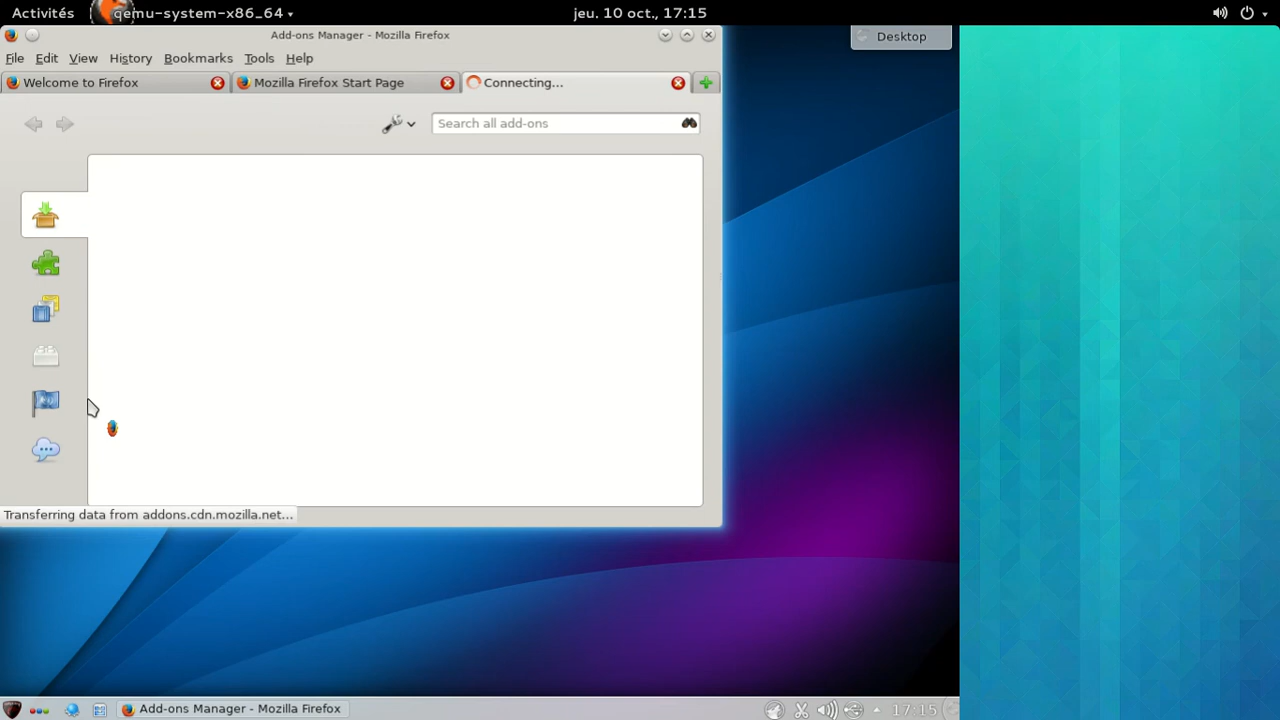 Activités qemu-system-x86_64 jeu. 10 oct., 17:15
Add-ons Manager - Mozilla Firefox
Desktop
File Edit View History Bookmarks Tools Help
Welcome to Firefox Mozilla Firefox Start Page Connecting...
Search all add-ons
Transferring data from addons.cdn.mozilla.net...
Add-ons Manager - Mozilla Firefox 17:15